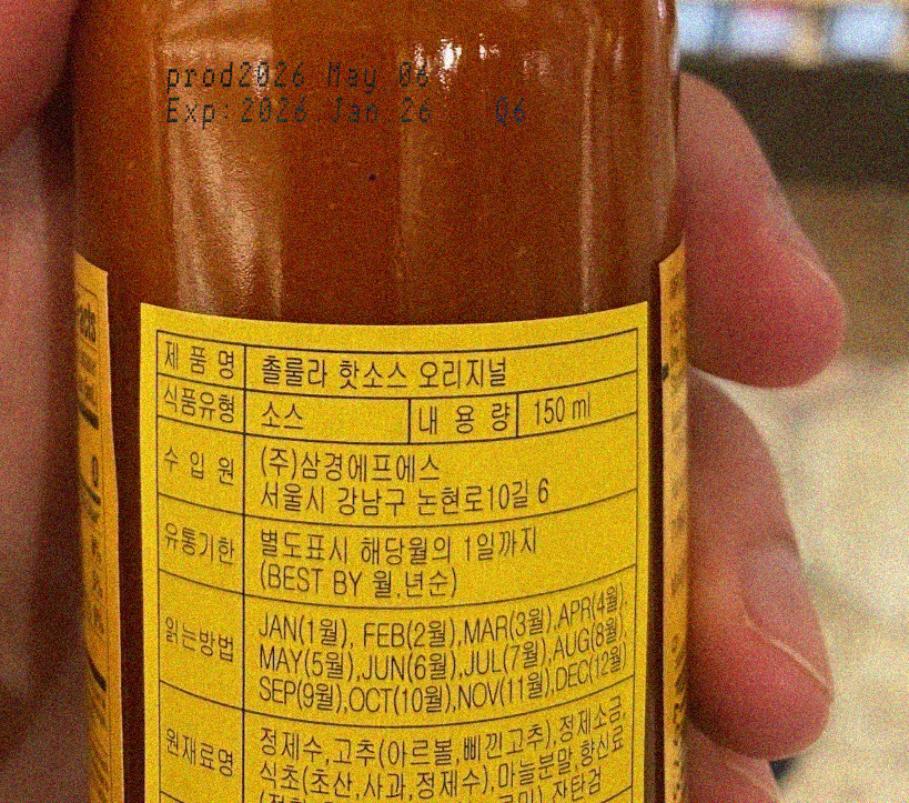 prod2026 May 06
Exp:2026 Jan.26 Q6
acts
0
제 품 명 촐룰라 핫소스 오리지널
식품유형 소스 내 용 량 150 ml
수 입 원 (주)삼경에프에스
서울시 강남구 논현로10길 6
유통기한 별도표시 해당월의 1일까지
(BEST BY 월.년순)
읽는방법 JAN(1월), FEB(2월),MAR(3월),APR(4월),
MAY(5월),JUN(6월),JUL(7월),AUG(8월),
SEP(9월),OCT(10월),NOV(11월),DEC(12월)
원재료명 정제수,고추(아르볼,삐낀고추),정제소금,
식초(초산,사과,정제수),마늘분말,향신료
잔탄검